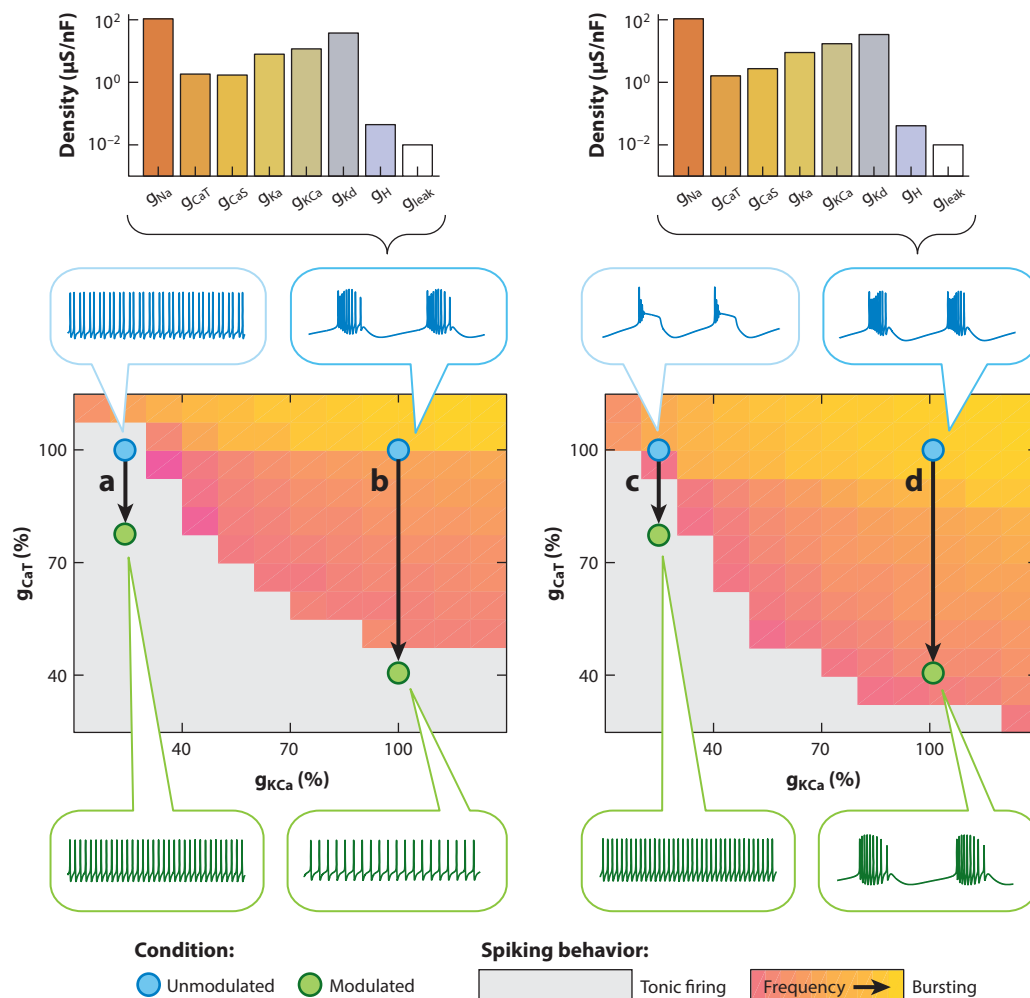 Density (µS/nF)
10²
10⁰
10⁻²
gNa gCaT gCaS gKa gKCa gKd gH gleak
Density (µS/nF)
10²
10⁰
10⁻²
gNa gCaT gCaS gKa gKCa gKd gH gleak
gCaT (%)
100
70
40
a
b
40 70 100
gKCa (%)
gCaT (%)
100
70
40
c
d
40 70 100
gKCa (%)
Condition:
Unmodulated Modulated
Spiking behavior:
Tonic firing Frequency Bursting